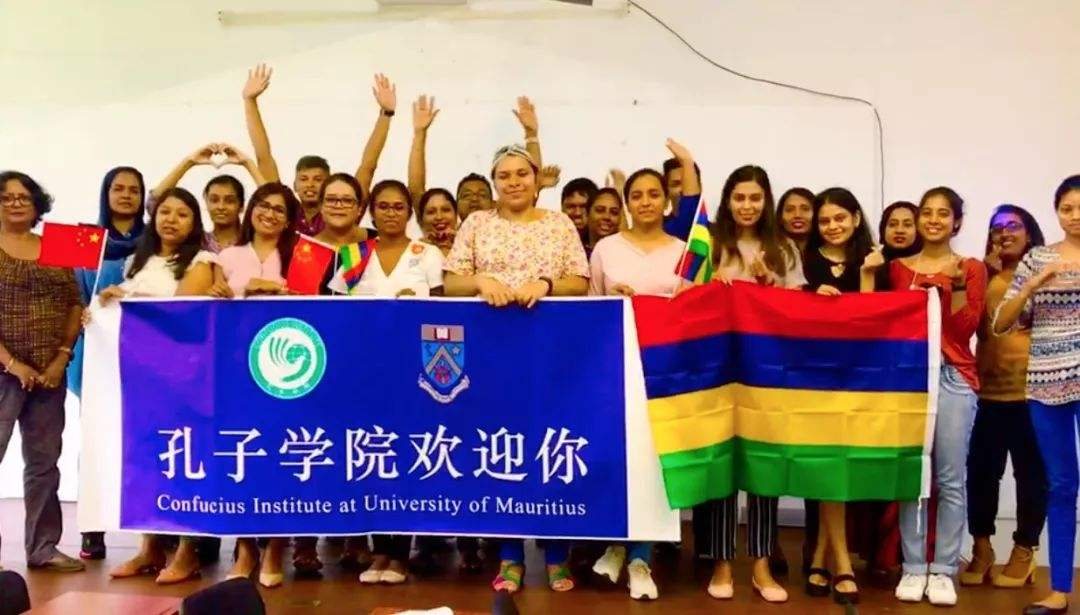 孔子学院欢迎你
Confucius Institute at University of Mauritius